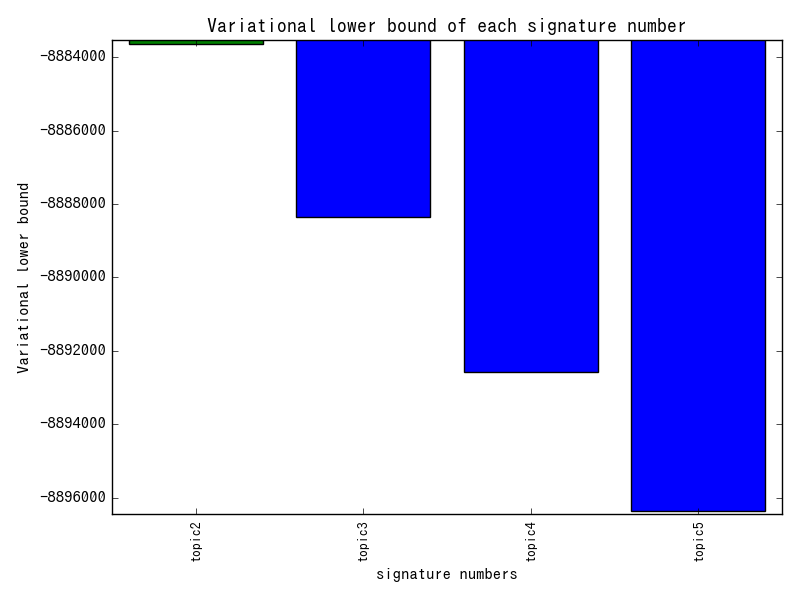 Variational lower bound of each signature number
Variational lower bound
−8884000
−8886000
−8888000
−8890000
−8892000
−8894000
−8896000
topic2
topic3
topic4
topic5
signature numbers